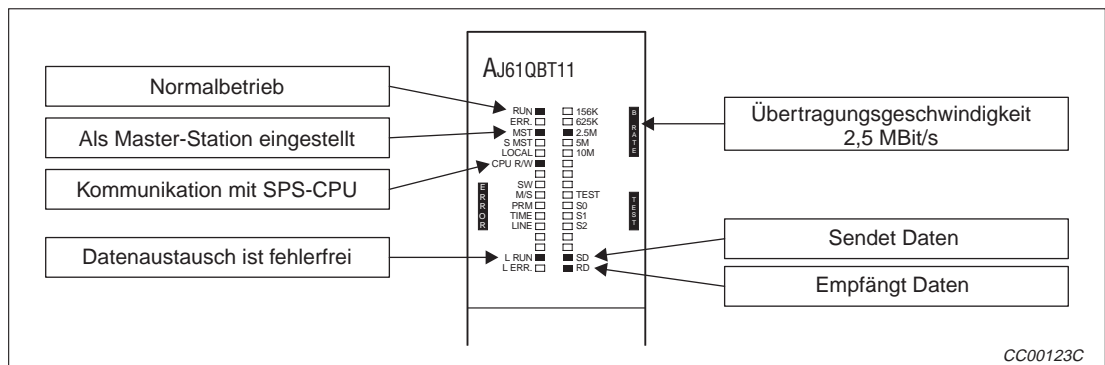 AJ61QBT11
Normalbetrieb
Als Master-Station eingestellt
Kommunikation mit SPS-CPU
Datenaustausch ist fehlerfrei
RUN 156K
ERR. 625K
MST 2.5M
S MST 5M
LOCAL 10M
CPU R/W
SW
M/S TEST
PRM S0
TIME S1
LINE S2
L RUN SD
L ERR. RD
ERROR
B RATE
TEST
Übertragungsgeschwindigkeit
2,5 MBit/s
Sendet Daten
Empfängt Daten
CC00123C